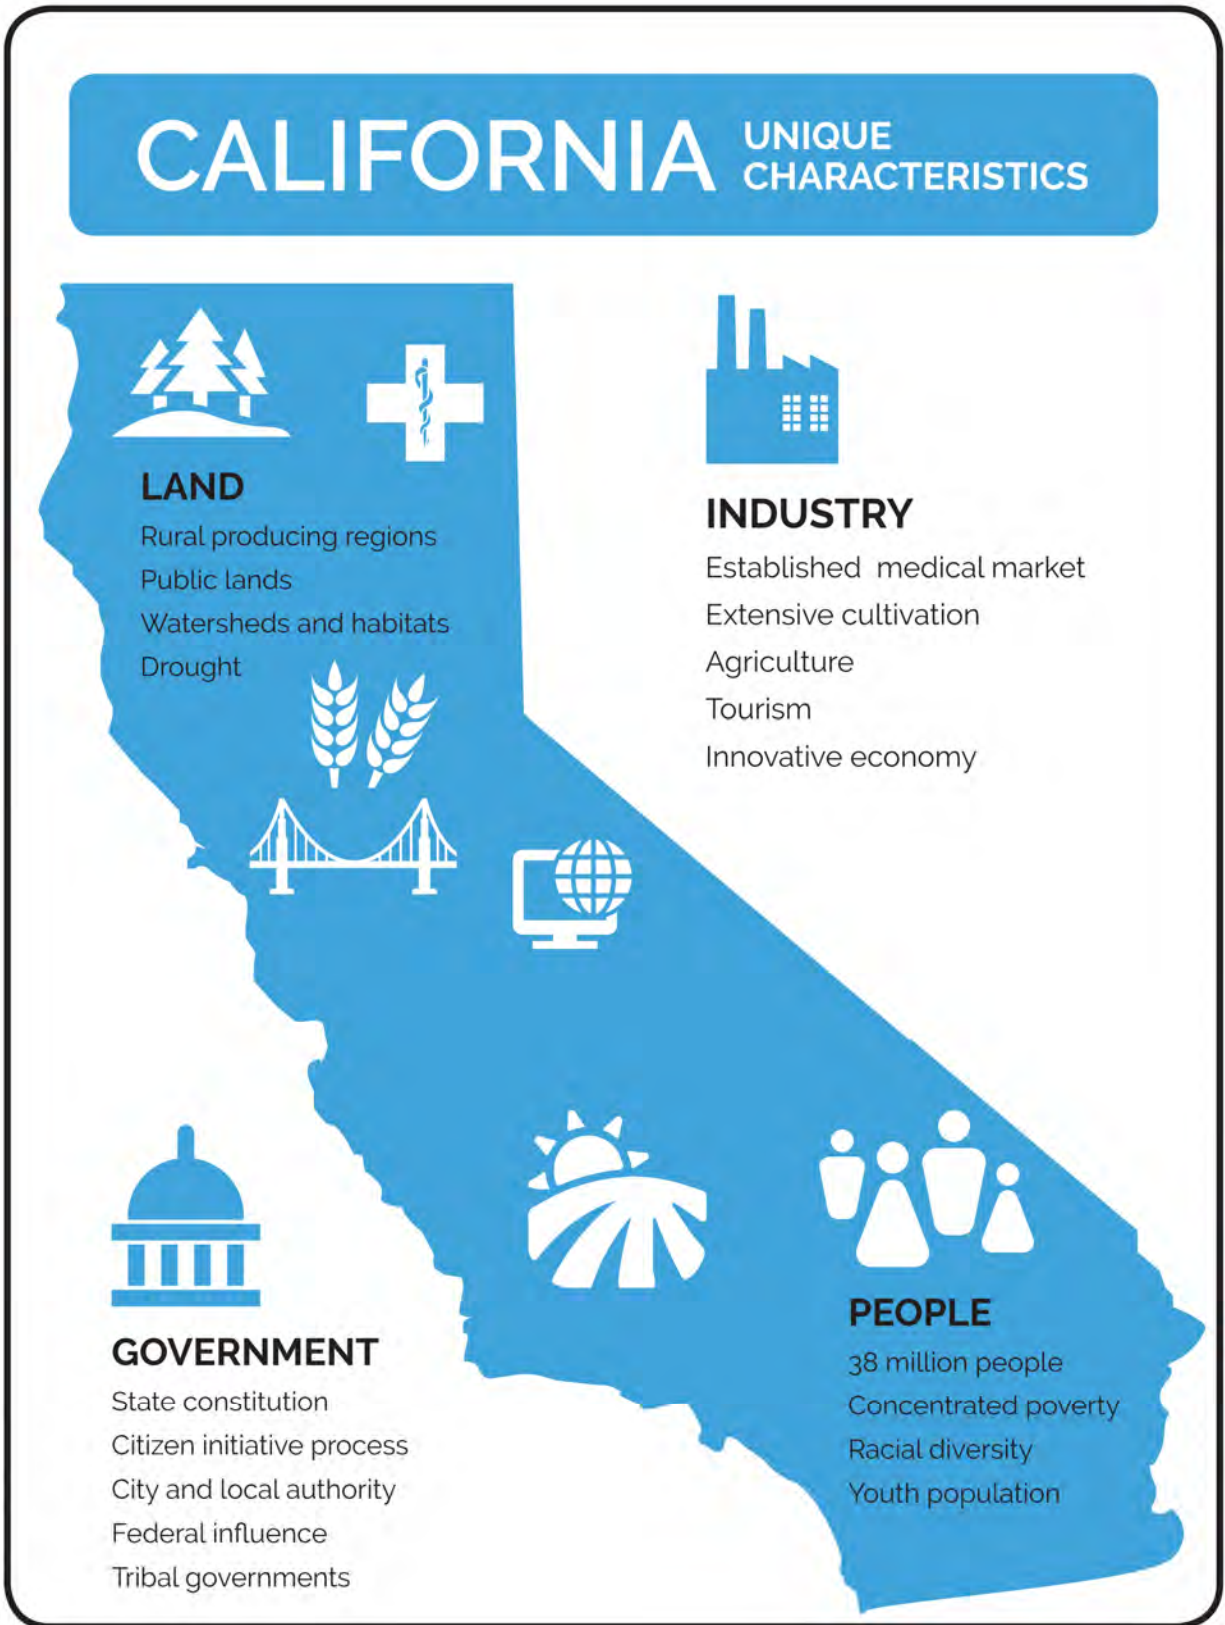 CALIFORNIA
UNIQUE
CHARACTERISTICS
LAND
Rural producing regions
Public lands
Watersheds and habitats
Drought
INDUSTRY
Established medical market
Extensive cultivation
Agriculture
Tourism
Innovative economy
GOVERNMENT
State constitution
Citizen initiative process
City and local authority
Federal influence
Tribal governments
PEOPLE
38 million people
Concentrated poverty
Racial diversity
Youth population